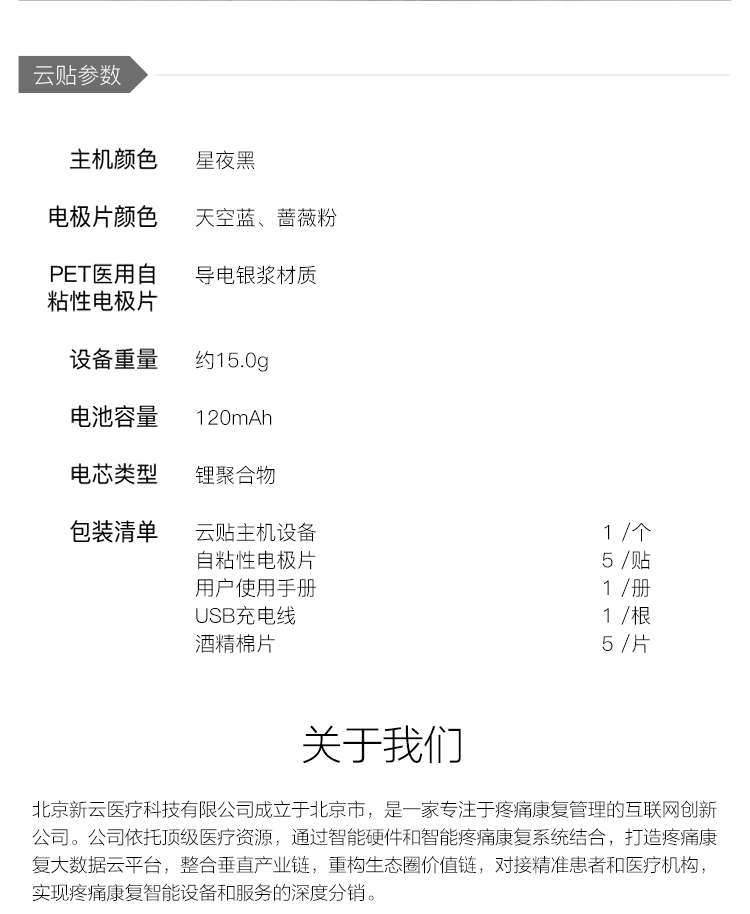 云贴参数
主机颜色 星夜黑
电极片颜色 天空蓝、蔷薇粉
PET医用自 导电银浆材质
粘性电极片
设备重量 约15.0g
电池容量 120mAh
电芯类型 锂聚合物
包装清单 云贴主机设备 1 /个
自粘性电极片 5 /贴
用户使用手册 1 /册
USB充电线 1 /根
酒精棉片 5 /片
关于我们
北京新云医疗科技有限公司成立于北京市，是一家专注于疼痛康复管理的互联网创新
公司。公司依托顶级医疗资源，通过智能硬件和智能疼痛康复系统结合，打造疼痛康
复大数据云平台，整合垂直产业链，重构生态圈价值链，对接精准患者和医疗机构，
实现疼痛康复智能设备和服务的深度分销。